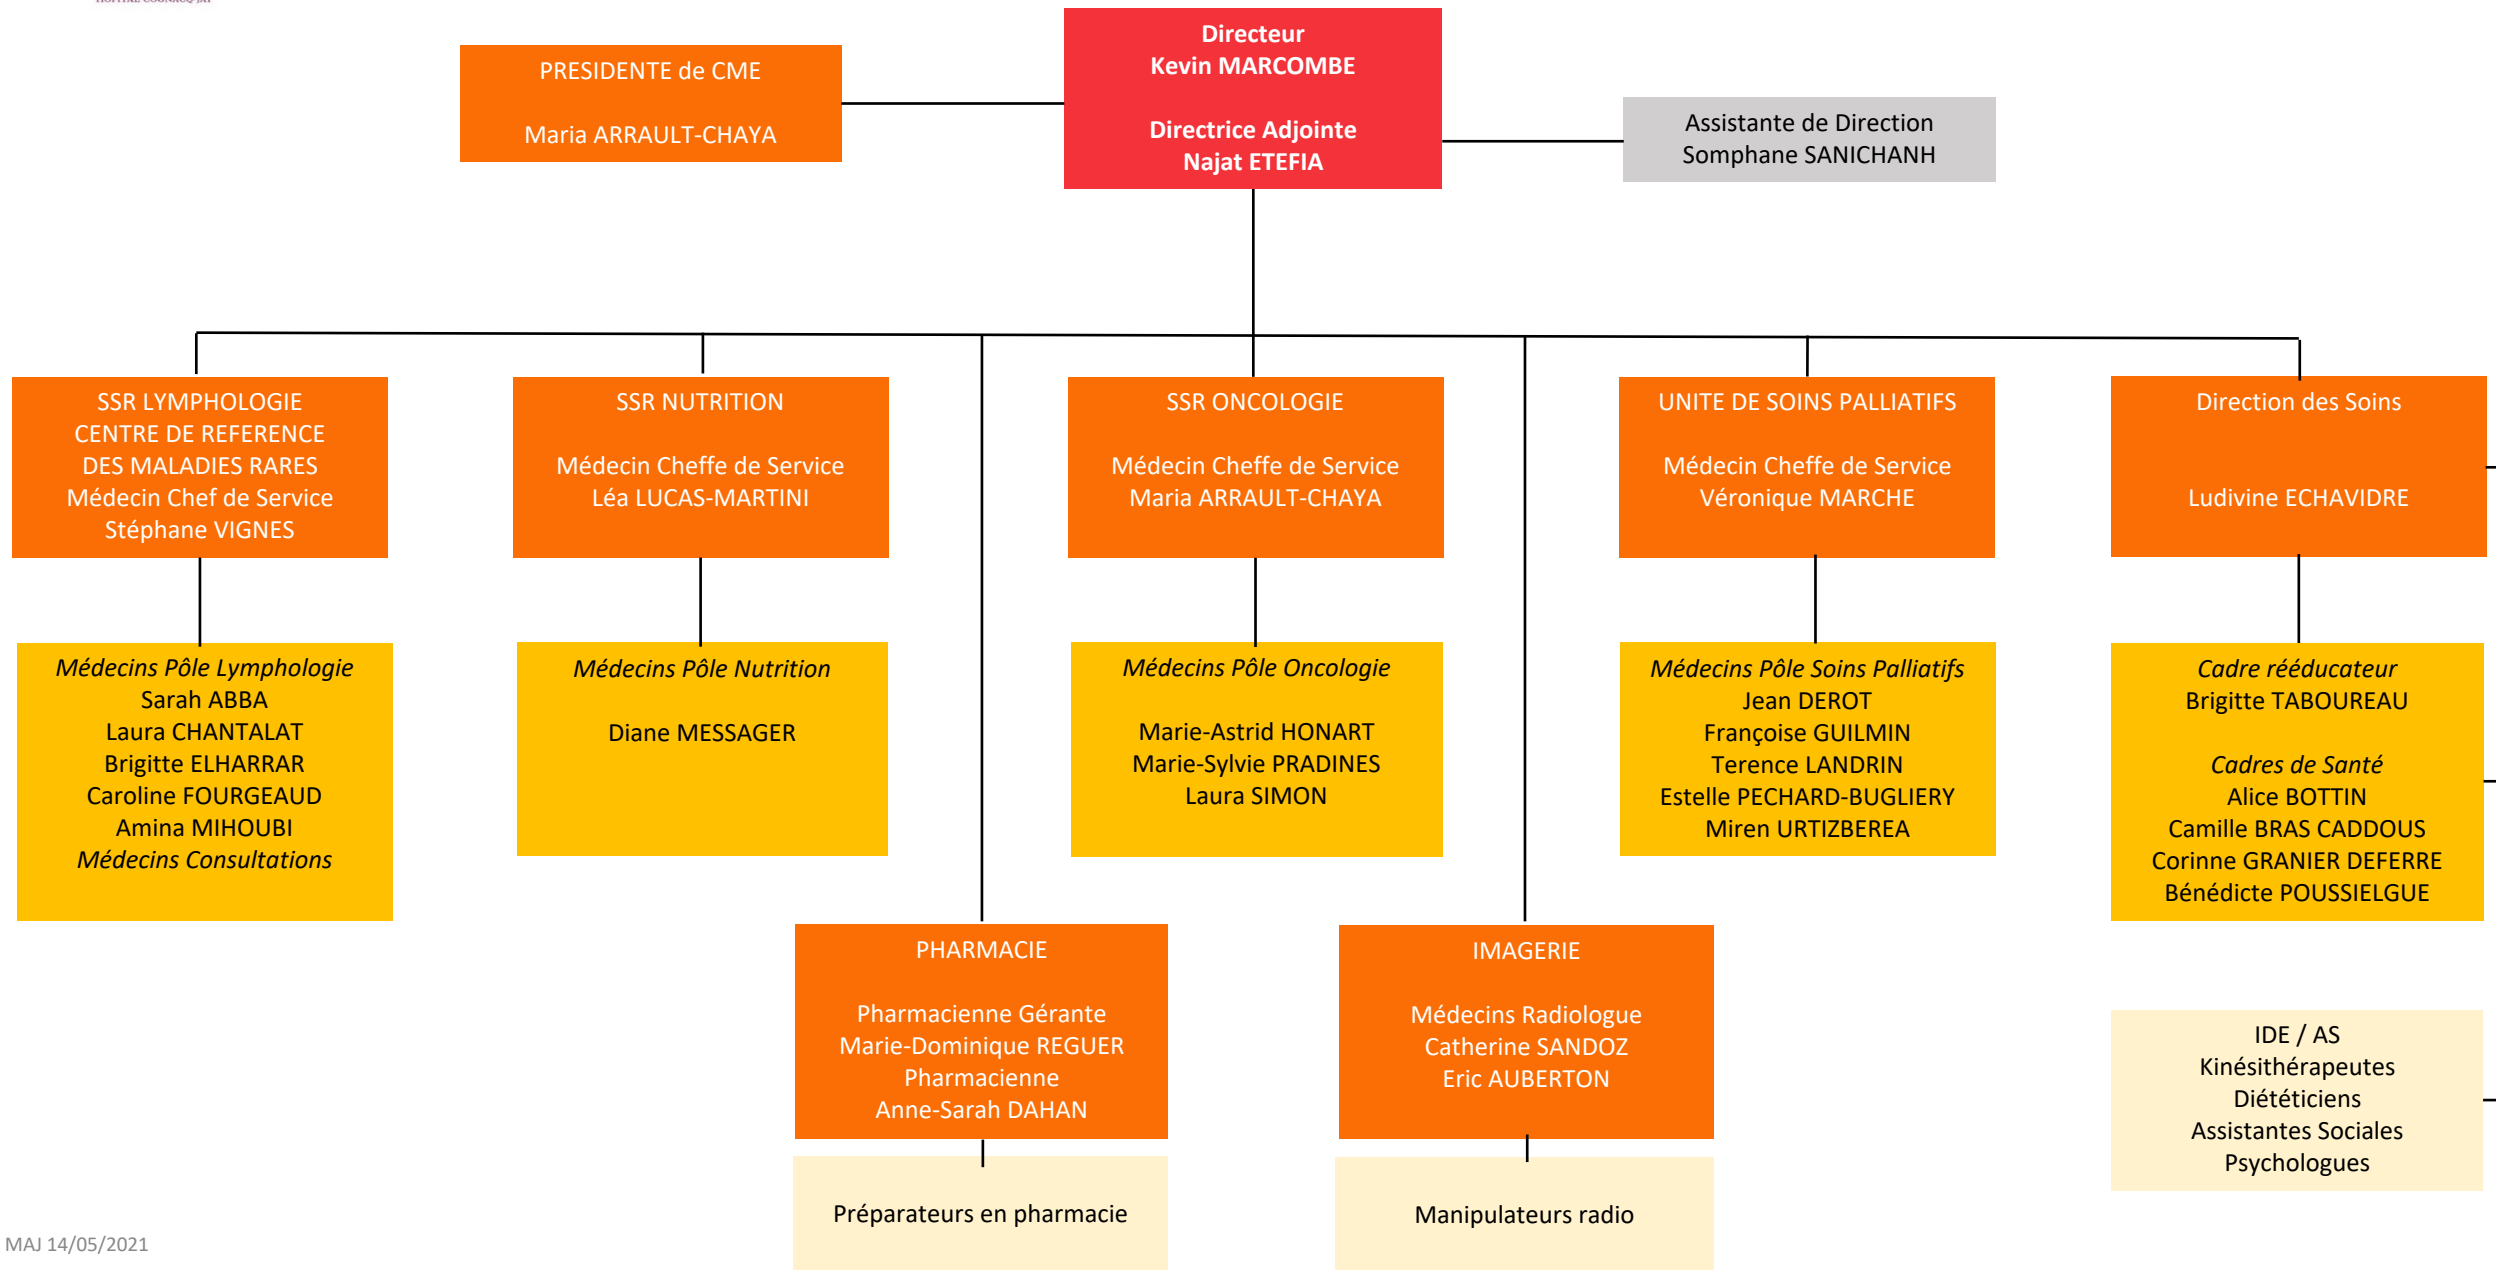 HOPITAL COGNACQ-JAY
PRESIDENTE de CME
Maria ARRAULT-CHAYA
Directeur
Kevin MARCOMBE
Directrice Adjointe
Najat ETEFIA
Assistante de Direction
Somphane SANICHANH
SSR LYMPHOLOGIE
CENTRE DE REFERENCE
DES MALADIES RARES
Médecin Chef de Service
Stéphane VIGNES
SSR NUTRITION
Médecin Cheffe de Service
Léa LUCAS-MARTINI
SSR ONCOLOGIE
Médecin Cheffe de Service
Maria ARRAULT-CHAYA
UNITE DE SOINS PALLIATIFS
Médecin Cheffe de Service
Véronique MARCHE
Direction des Soins
Ludivine ECHAVIDRE
Médecins Pôle Lymphologie
Sarah ABBA
Laura CHANTALAT
Brigitte ELHARRAR
Caroline FOURGEAUD
Amina MIHOUBI
Médecins Consultations
Médecins Pôle Nutrition
Diane MESSAGER
Médecins Pôle Oncologie
Marie-Astrid HONART
Marie-Sylvie PRADINES
Laura SIMON
Médecins Pôle Soins Palliatifs
Jean DEROT
Françoise GUILMIN
Terence LANDRIN
Estelle PECHARD-BUGLIERY
Miren URTIZBEREA
Cadre rééducateur
Brigitte TABOUREAU
Cadres de Santé
Alice BOTTIN
Camille BRAS CADDOUS
Corinne GRANIER DEFERRE
Bénédicte POUSSIELGUE
PHARMACIE
Pharmacienne Gérante
Marie-Dominique REGUER
Pharmacienne
Anne-Sarah DAHAN
IMAGERIE
Médecins Radiologue
Catherine SANDOZ
Eric AUBERTON
IDE / AS
Kinésithérapeutes
Diététiciens
Assistantes Sociales
Psychologues
Préparateurs en pharmacie
Manipulateurs radio
MAJ 14/05/2021